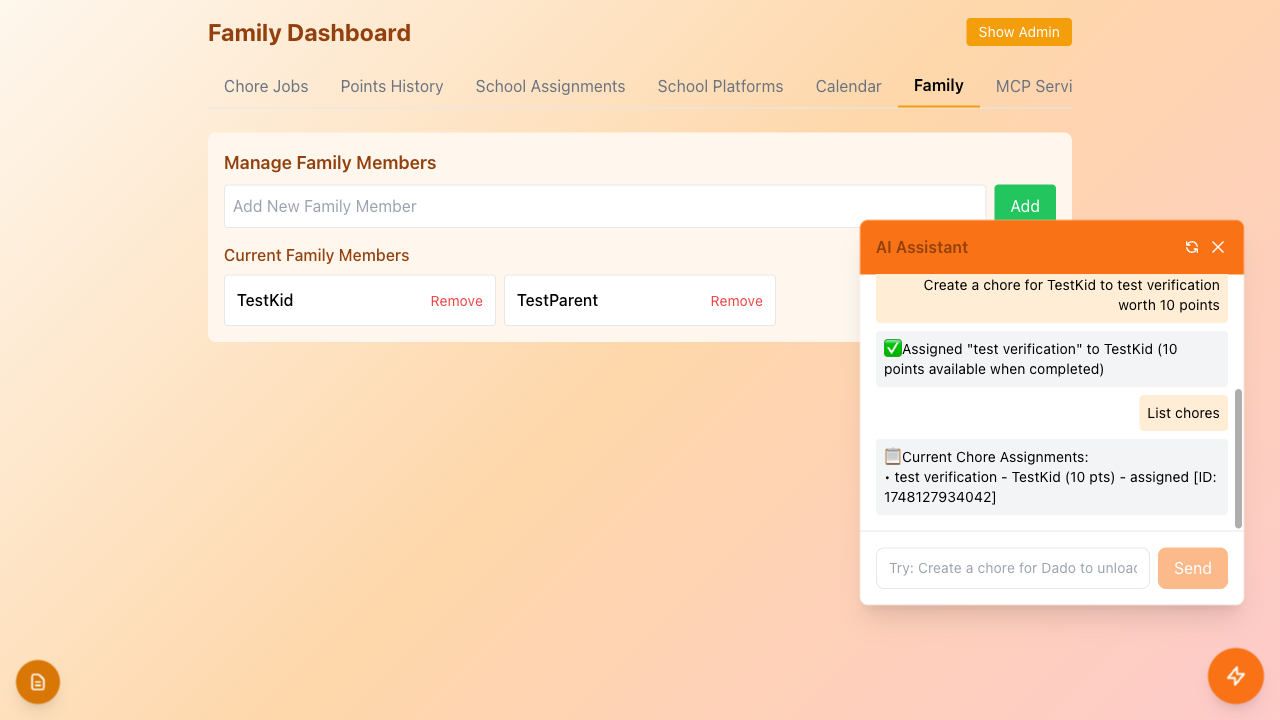 Family Dashboard
Show Admin
Chore Jobs
Points History
School Assignments
School Platforms
Calendar
Family
MCP Servi
Manage Family Members
Add New Family Member
Add
Current Family Members
TestKid
Remove
TestParent
Remove
AI Assistant
Create a chore for TestKid to test verification
worth 10 points
✅Assigned "test verification" to TestKid (10
points available when completed)
List chores
📋Current Chore Assignments:
• test verification - TestKid (10 pts) - assigned [ID:
1748127934042]
Try: Create a chore for Dado to unload
Send